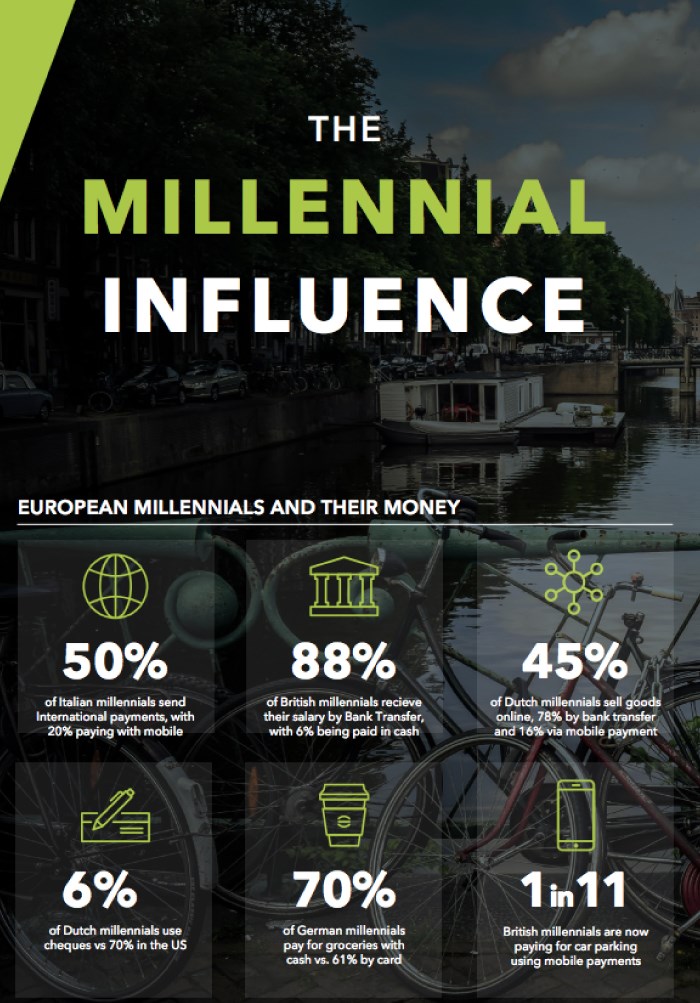 THE
MILLENNIAL
INFLUENCE
EUROPEAN MILLENNIALS AND THEIR MONEY
50%
of Italian millennials send
International payments, with
20% paying with mobile
88%
of British millennials recieve
their salary by Bank Transfer,
with 6% being paid in cash
45%
of Dutch millennials sell goods
online, 78% by bank transfer
and 16% via mobile payment
6%
of Dutch millennials use
cheques vs 70% in the US
70%
of German millennials
pay for groceries with
cash vs. 61% by card
1in11
British millennials are now
paying for car parking
using mobile payments